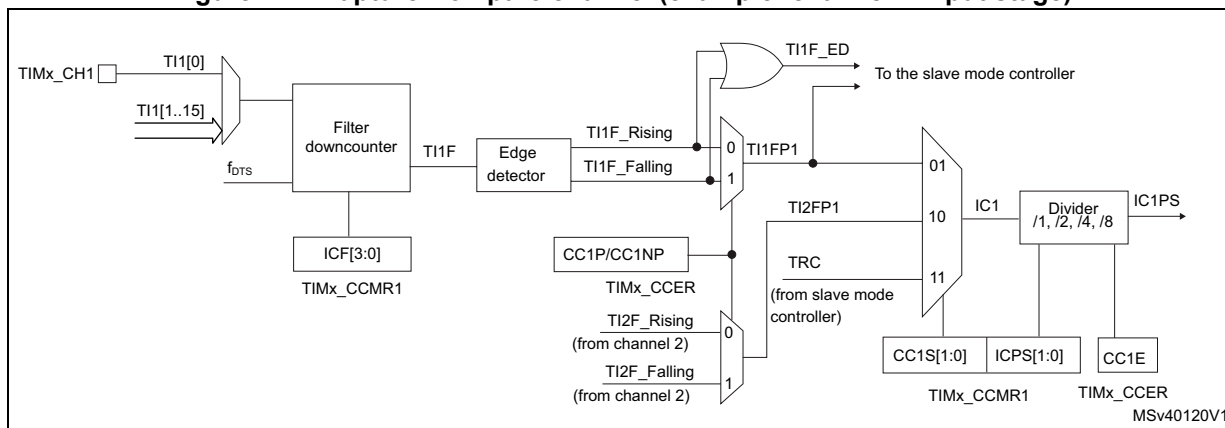 TI1[0]
TI1F_ED
TIMx_CH1
To the slave mode controller
TI1[1..15]
Filter
downcounter
TI1F_Rising
0
TI1FP1
TI1F
Edge
detector
01
TI1F_Falling
1
fDTS
TI2FP1
10
IC1
Divider
/1, /2, /4, /8
IC1PS
ICF[3:0]
CC1P/CC1NP
TRC
11
TIMx_CCMR1
TIMx_CCER
(from slave mode
controller)
TI2F_Rising
0
(from channel 2)
CC1S[1:0]
ICPS[1:0]
CC1E
TI2F_Falling
1
(from channel 2)
TIMx_CCMR1
TIMx_CCER
MSv40120V1